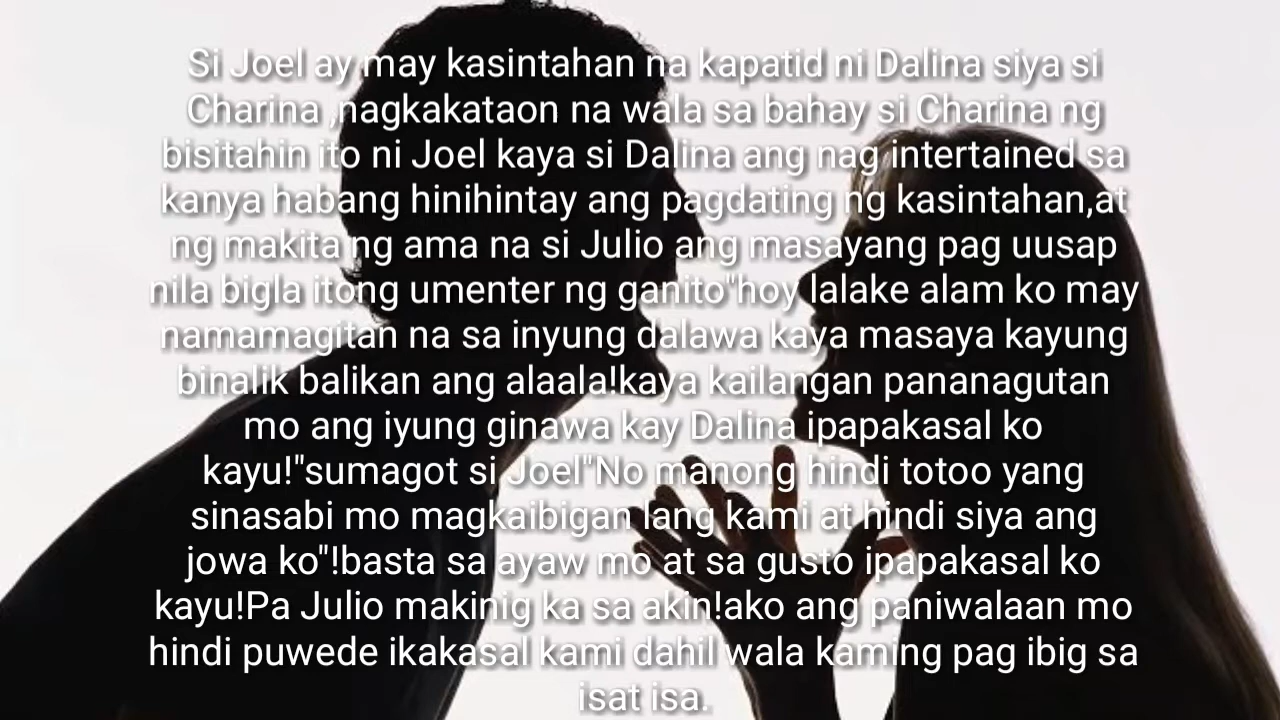 Si Joel ay may kasintahan na kapatid ni Dalina siya si
Charina ,nagkakataon na wala sa bahay si Charina ng
bisitahin ito ni Joel kaya si Dalina ang nag intertained sa
kanya habang hinihintay ang pagdating ng kasintahan,at
ng makita ng ama na si Julio ang masayang pag uusap
nila bigla itong umenter ng ganito"hoy lalake alam ko may
namamagitan na sa inyung dalawa kaya masaya kayung
binalik balikan ang alaala!kaya kailangan pananagutan
mo ang iyung ginawa kay Dalina ipapakasal ko
kayu!"sumagot si Joel"No manong hindi totoo yang
sinasabi mo magkaibigan lang kami at hindi siya ang
jowa ko"!basta sa ayaw mo at sa gusto ipapakasal ko
kayu!Pa Julio makinig ka sa akin!ako ang paniwalaan mo
hindi puwede ikakasal kami dahil wala kaming pag ibig sa
isat isa.